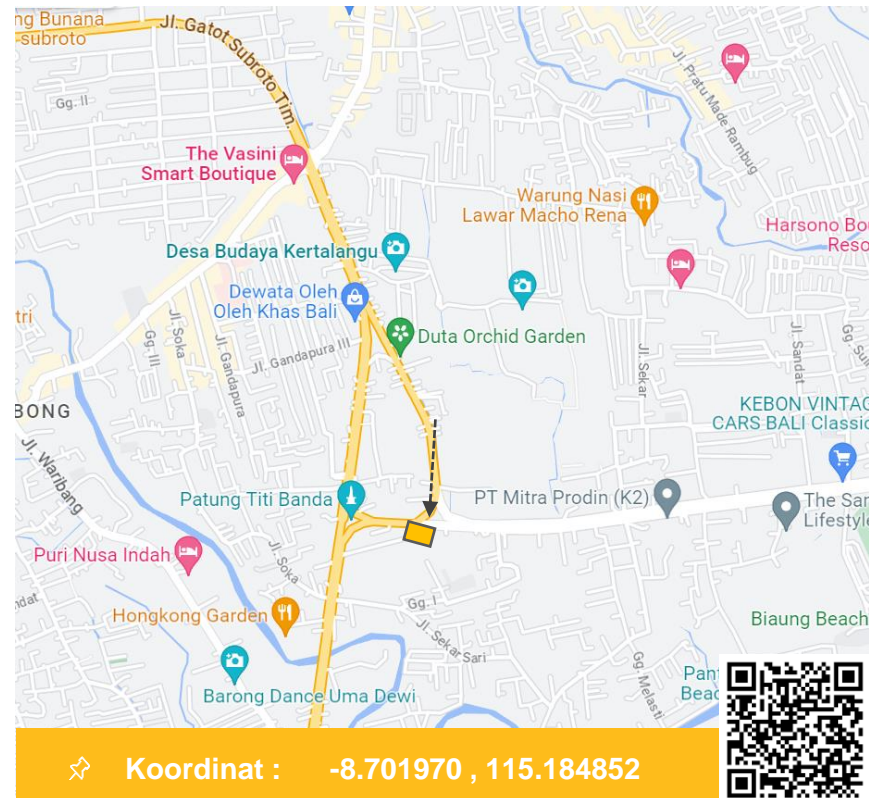 ng Bunana
subroto
Jl. Gatot Subroto Tim.
Gg. II
Jl. Pratu Made Rambug
The Vasini
Smart Boutique
Warung Nasi
Lawar Macho Rena
Harsono Bou
Reso
Desa Budaya Kertalangu
Dewata Oleh
Oleh Khas Bali
tri
Gg. III
Jl. Soka
Jl. Gandapura
Jl. Gandapura III
Duta Orchid Garden
Jl. Sekar
Jl. Sandat
BONG
KEBON VINTAG
CARS BALI Classic
Jl. Waribang
Patung Titi Banda
PT Mitra Prodin (K2)
The San
Lifestyle
Puri Nusa Indah
Jl. Soka
Hongkong Garden
Gg. I
Jl. Sekar Sari
Biaung Beach
Gg. Melasti
Barong Dance Uma Dewi
Pant
Beac
Koordinat : -8.701970 , 115.184852